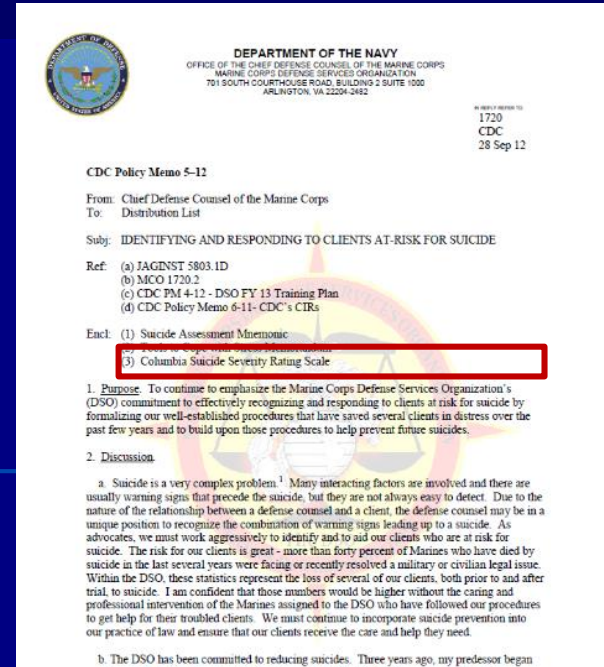 DEPARTMENT OF THE NAVY
OFFICE OF THE CHIEF DEFENSE COUNSEL OF THE MARINE CORPS
MARINE CORPS DEFENSE SERVICES ORGANIZATION
701 SOUTH COURTHOUSE ROAD, BUILDING 2 SUITE 1000
ARLINGTON, VA 22204-2482
IN REPLY REFER TO
1720
CDC
28 Sep 12
CDC Policy Memo 5-12
From: Chief Defense Counsel of the Marine Corps
To: Distribution List
Subj: IDENTIFYING AND RESPONDING TO CLIENTS AT-RISK FOR SUICIDE
Ref: (a) JAGINST 5803.1D
(b) MCO 1720.2
(c) CDC PM 4-12 - DSO FY 13 Training Plan
(d) CDC Policy Memo 6-11- CDC's CIRs
Encl: (1) Suicide Assessment Mnemonic
(2) Tools to Cope with Stress Memorandum
(3) Columbia Suicide Severity Rating Scale
1. Purpose. To continue to emphasize the Marine Corps Defense Services Organization's
(DSO) commitment to effectively recognizing and responding to clients at risk for suicide by
formalizing our well-established procedures that have saved several clients in distress over the
past few years and to build upon those procedures to help prevent future suicides.
2. Discussion.
a. Suicide is a very complex problem.1 Many interacting factors are involved and there are
usually warning signs that precede the suicide, but they are not always easy to detect. Due to the
nature of the relationship between a defense counsel and a client, the defense counsel may be in a
unique position to recognize the combination of warning signs leading up to a suicide. As
advocates, we must work aggressively to identify and to aid our clients who are at risk for
suicide. The risk for our clients is great - more than forty percent of Marines who have died by
suicide in the last several years were facing or recently resolved a military or civilian legal issue.
Within the DSO, these statistics represent the loss of several of our clients, both prior to and after
trial, to suicide. I am confident that those numbers would be higher without the caring and
professional intervention of the Marines assigned to the DSO who have followed our procedures
to get help for their troubled clients. We must continue to incorporate suicide prevention into
our practice of law and ensure that our clients receive the care and help they need.
b. The DSO has been committed to reducing suicides. Three years ago, my predecessor began